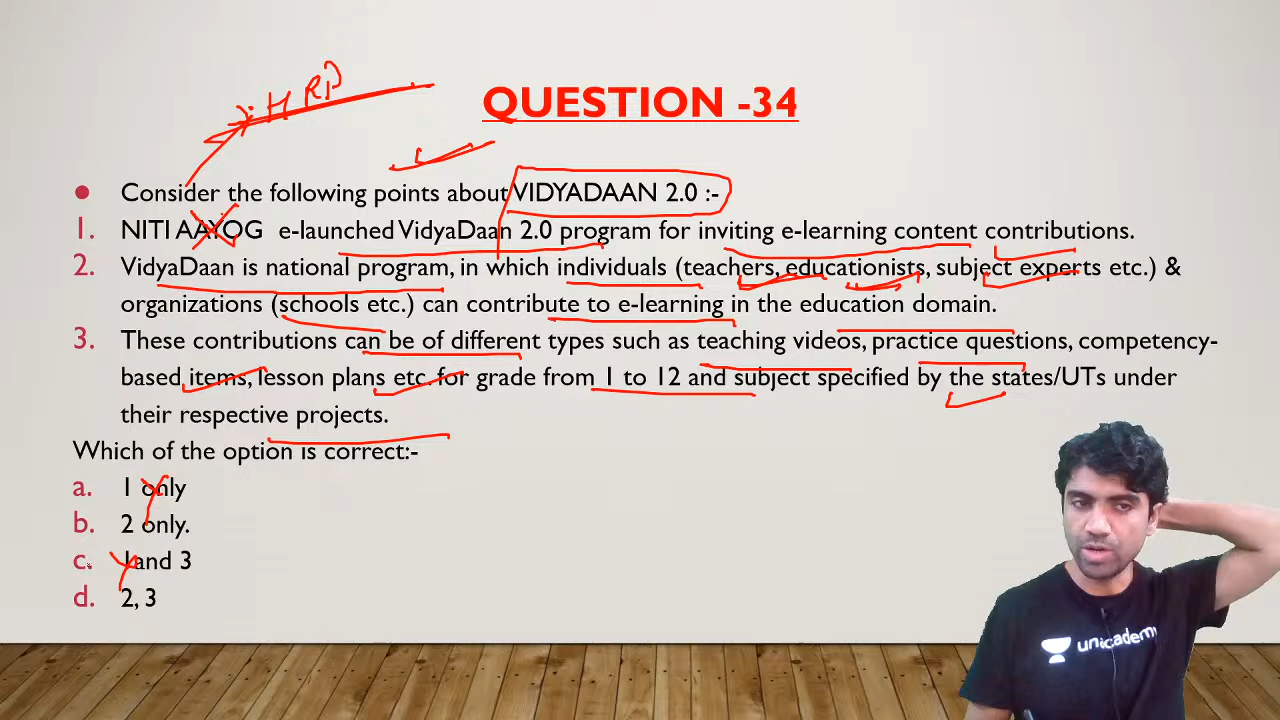 HRD
QUESTION -34
Consider the following points about VIDYADAAN 2.0 :-
1. NITI AAYOG e-launched VidyaDaan 2.0 program for inviting e-learning content contributions.
2. VidyaDaan is national program, in which individuals (teachers, educationists, subject experts etc.) &
organizations (schools etc.) can contribute to e-learning in the education domain.
3. These contributions can be of different types such as teaching videos, practice questions, competency-
based items, lesson plans etc. for grade from 1 to 12 and subject specified by the states/UTs under
their respective projects.
Which of the option is correct:-
a. 1 only
b. 2 only.
c. 1 and 3
d. 2, 3
unacademy